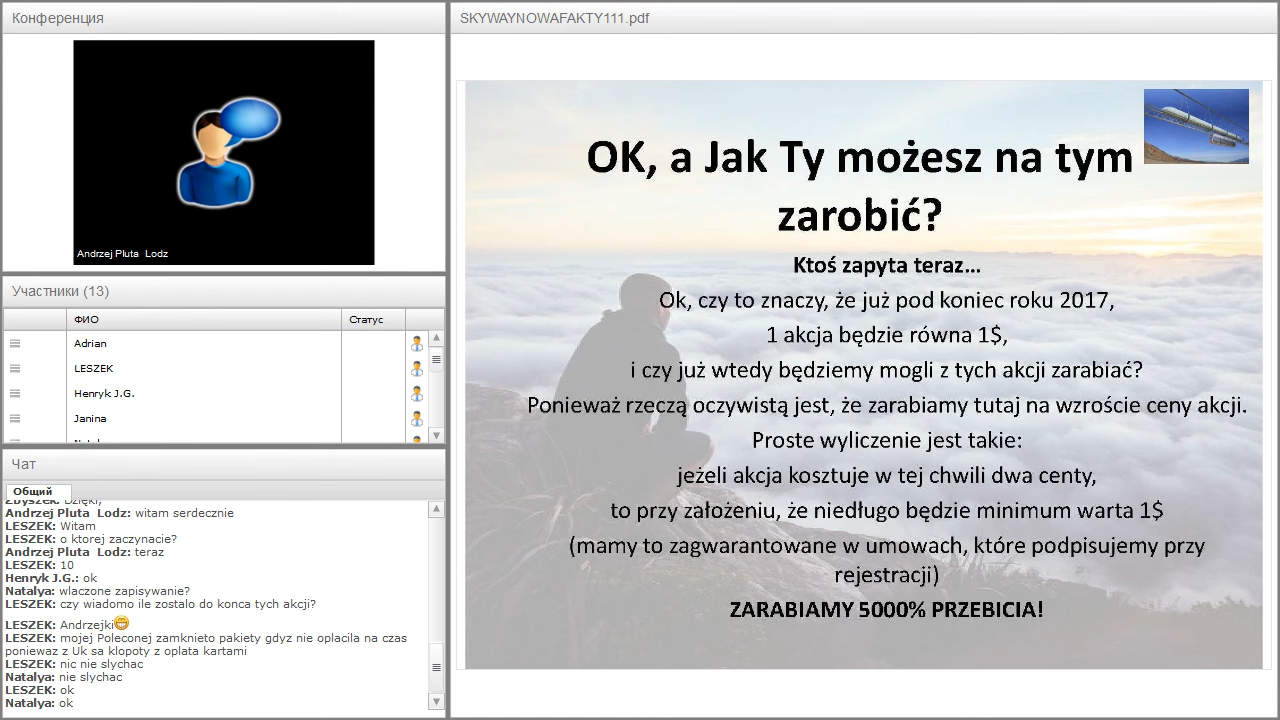 Конференция
Andrzej Pluta Lodz
Участники (13)
ФИО
Статус
Adrian
LESZEK
Henryk J.G.
Janina
Чат
Общий
Zbyszek: Dzięki,
Andrzej Pluta Lodz: witam serdecznie
LESZEK: Witam
LESZEK: o ktorej zaczynacie?
Andrzej Pluta Lodz: teraz
LESZEK: 10
Henryk J.G.: ok
Natalya: wlaczone zapisywanie?
LESZEK: czy wiadomo ile zostalo do konca tych akcji?
LESZEK: Andrzejki
LESZEK: mojej Poleconej zamknieto pakiety gdyz nie oplacila na czas
poniewaz z Uk sa klopoty z oplata kartami
LESZEK: nic nie slychac
Natalya: nie slychac
LESZEK: ok
Natalya: ok
SKYWAYNOWAFAKTY111.pdf
OK, a Jak Ty możesz na tym
zarobić?
Ktoś zapyta teraz...
Ok, czy to znaczy, że już pod koniec roku 2017,
1 akcja będzie równa 1$,
i czy już wtedy będziemy mogli z tych akcji zarabiać?
Ponieważ rzeczą oczywistą jest, że zarabiamy tutaj na wzroście ceny akcji.
Proste wyliczenie jest takie:
jeżeli akcja kosztuje w tej chwili dwa centy,
to przy założeniu, że niedługo będzie minimum warta 1$
(mamy to zagwarantowane w umowach, które podpisujemy przy
rejestracji)
ZARABIAMY 5000% PRZEBICIA!